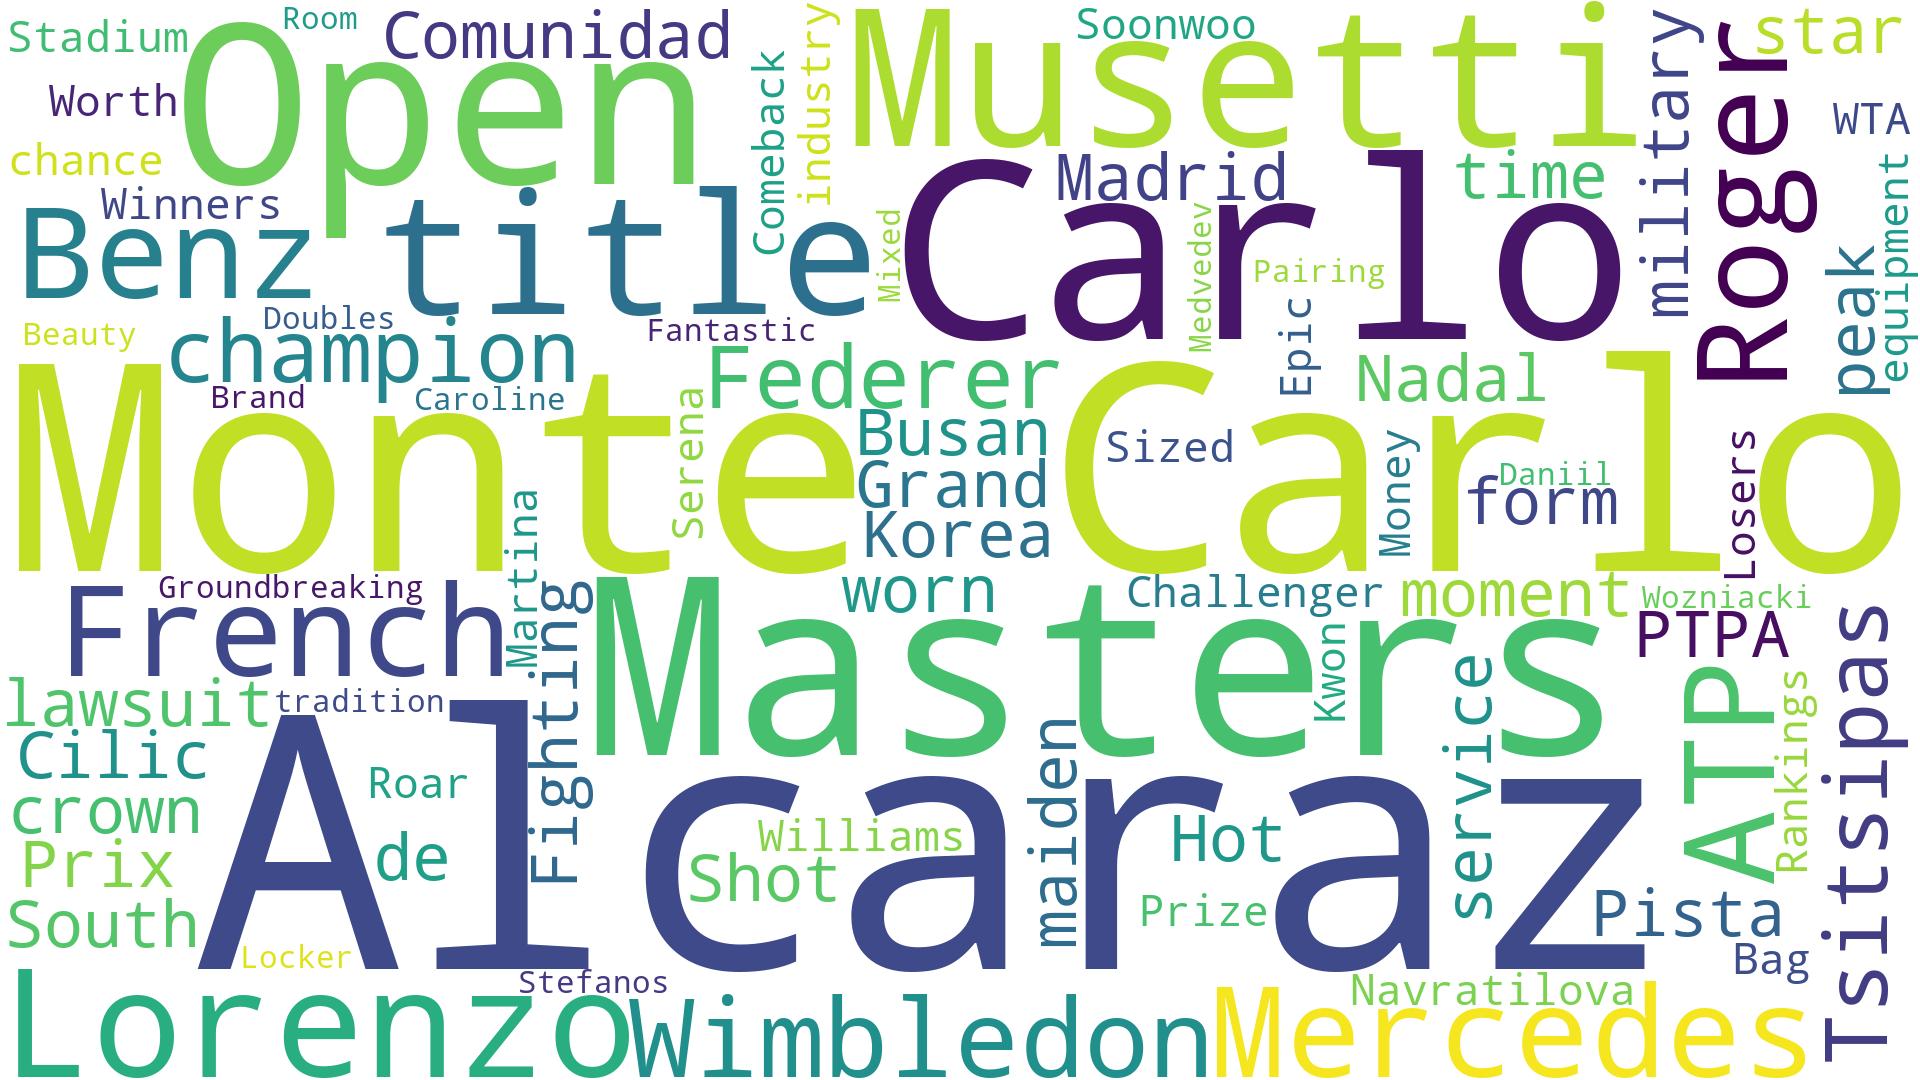 Stadium
Room
Comunidad
Soonwoo
star
Open
Musetti
military
Roger
industry
Comeback
Worth
WTA
chance
Madrid
time
equipment
Winners
Benz
title
Carlo
Mixed
Medvedev
Pairing
peak
Doubles
Epic
Beauty
champion
Fantastic
Federer
Nadal
Brand
Caroline
Serena
Monte Carlo
Busan
Sized
Money
Daniil
Losers
Grand
form
Korea
Martina
Groundbreaking
French
Fighting
worn
Challenger
moment
Wozniacki
Masters
PTPA
Kwon
Tsitsipas
lawsuit
tradition
service
ATP
Rankings
Cilic
Roar
maiden
Alcaraz
crown
Williams
Hot
Prix
de
Shot
Prize
Pista
South
Locker
Bag
Stefanos
Navratilova
Lorenzo
Wimbledon
Mercedes